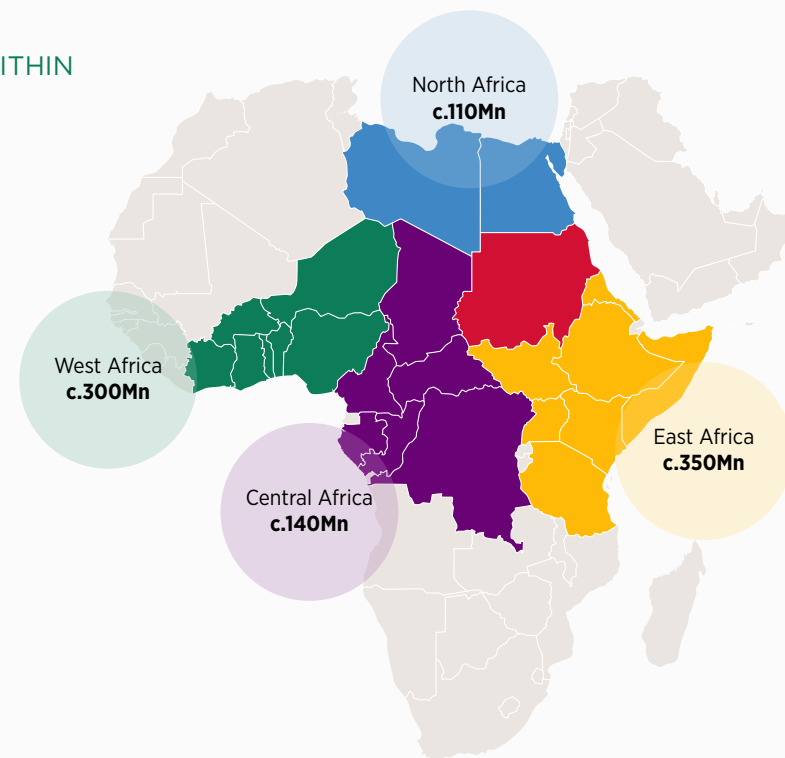 ITHIN
North Africa
c.110Mn
West Africa
c.300Mn
East Africa
c.350Mn
Central Africa
c.140Mn